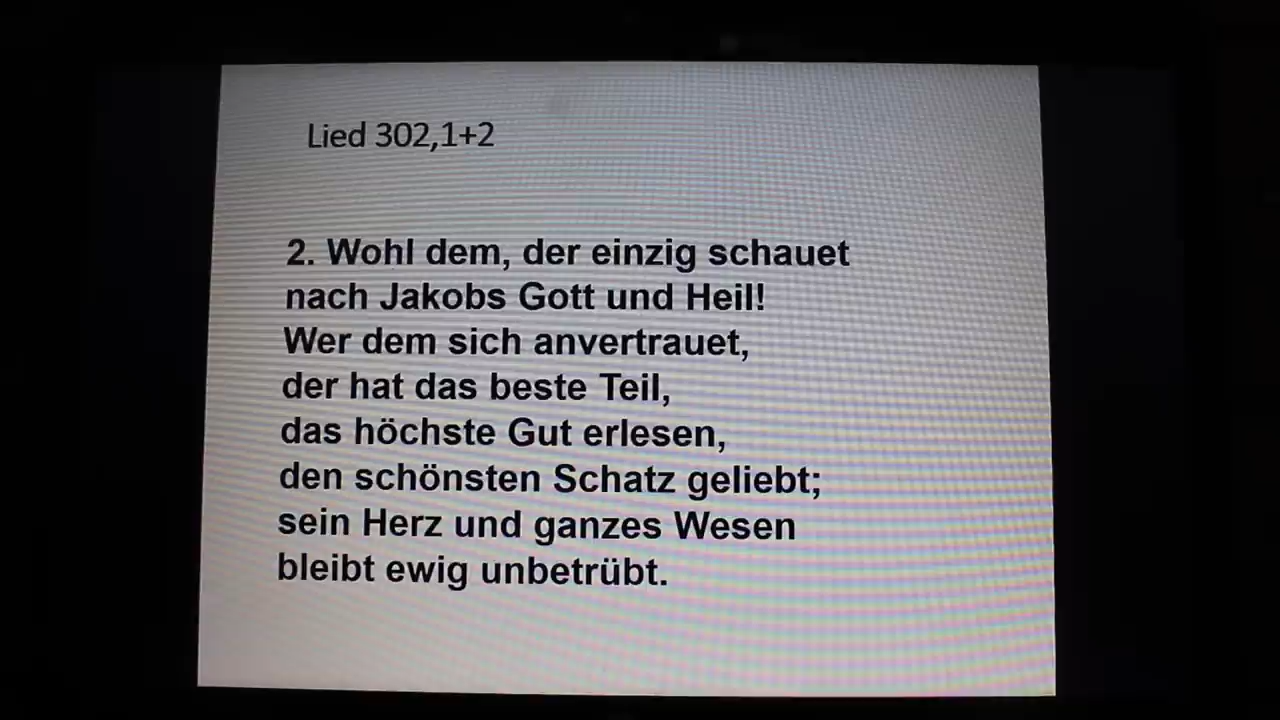 Lied 302,1+2
2. Wohl dem, der einzig schauet
nach Jakobs Gott und Heil!
Wer dem sich anvertrauet,
der hat das beste Teil,
das höchste Gut erlesen,
den schönsten Schatz geliebt;
sein Herz und ganzes Wesen
bleibt ewig unbetrübt.